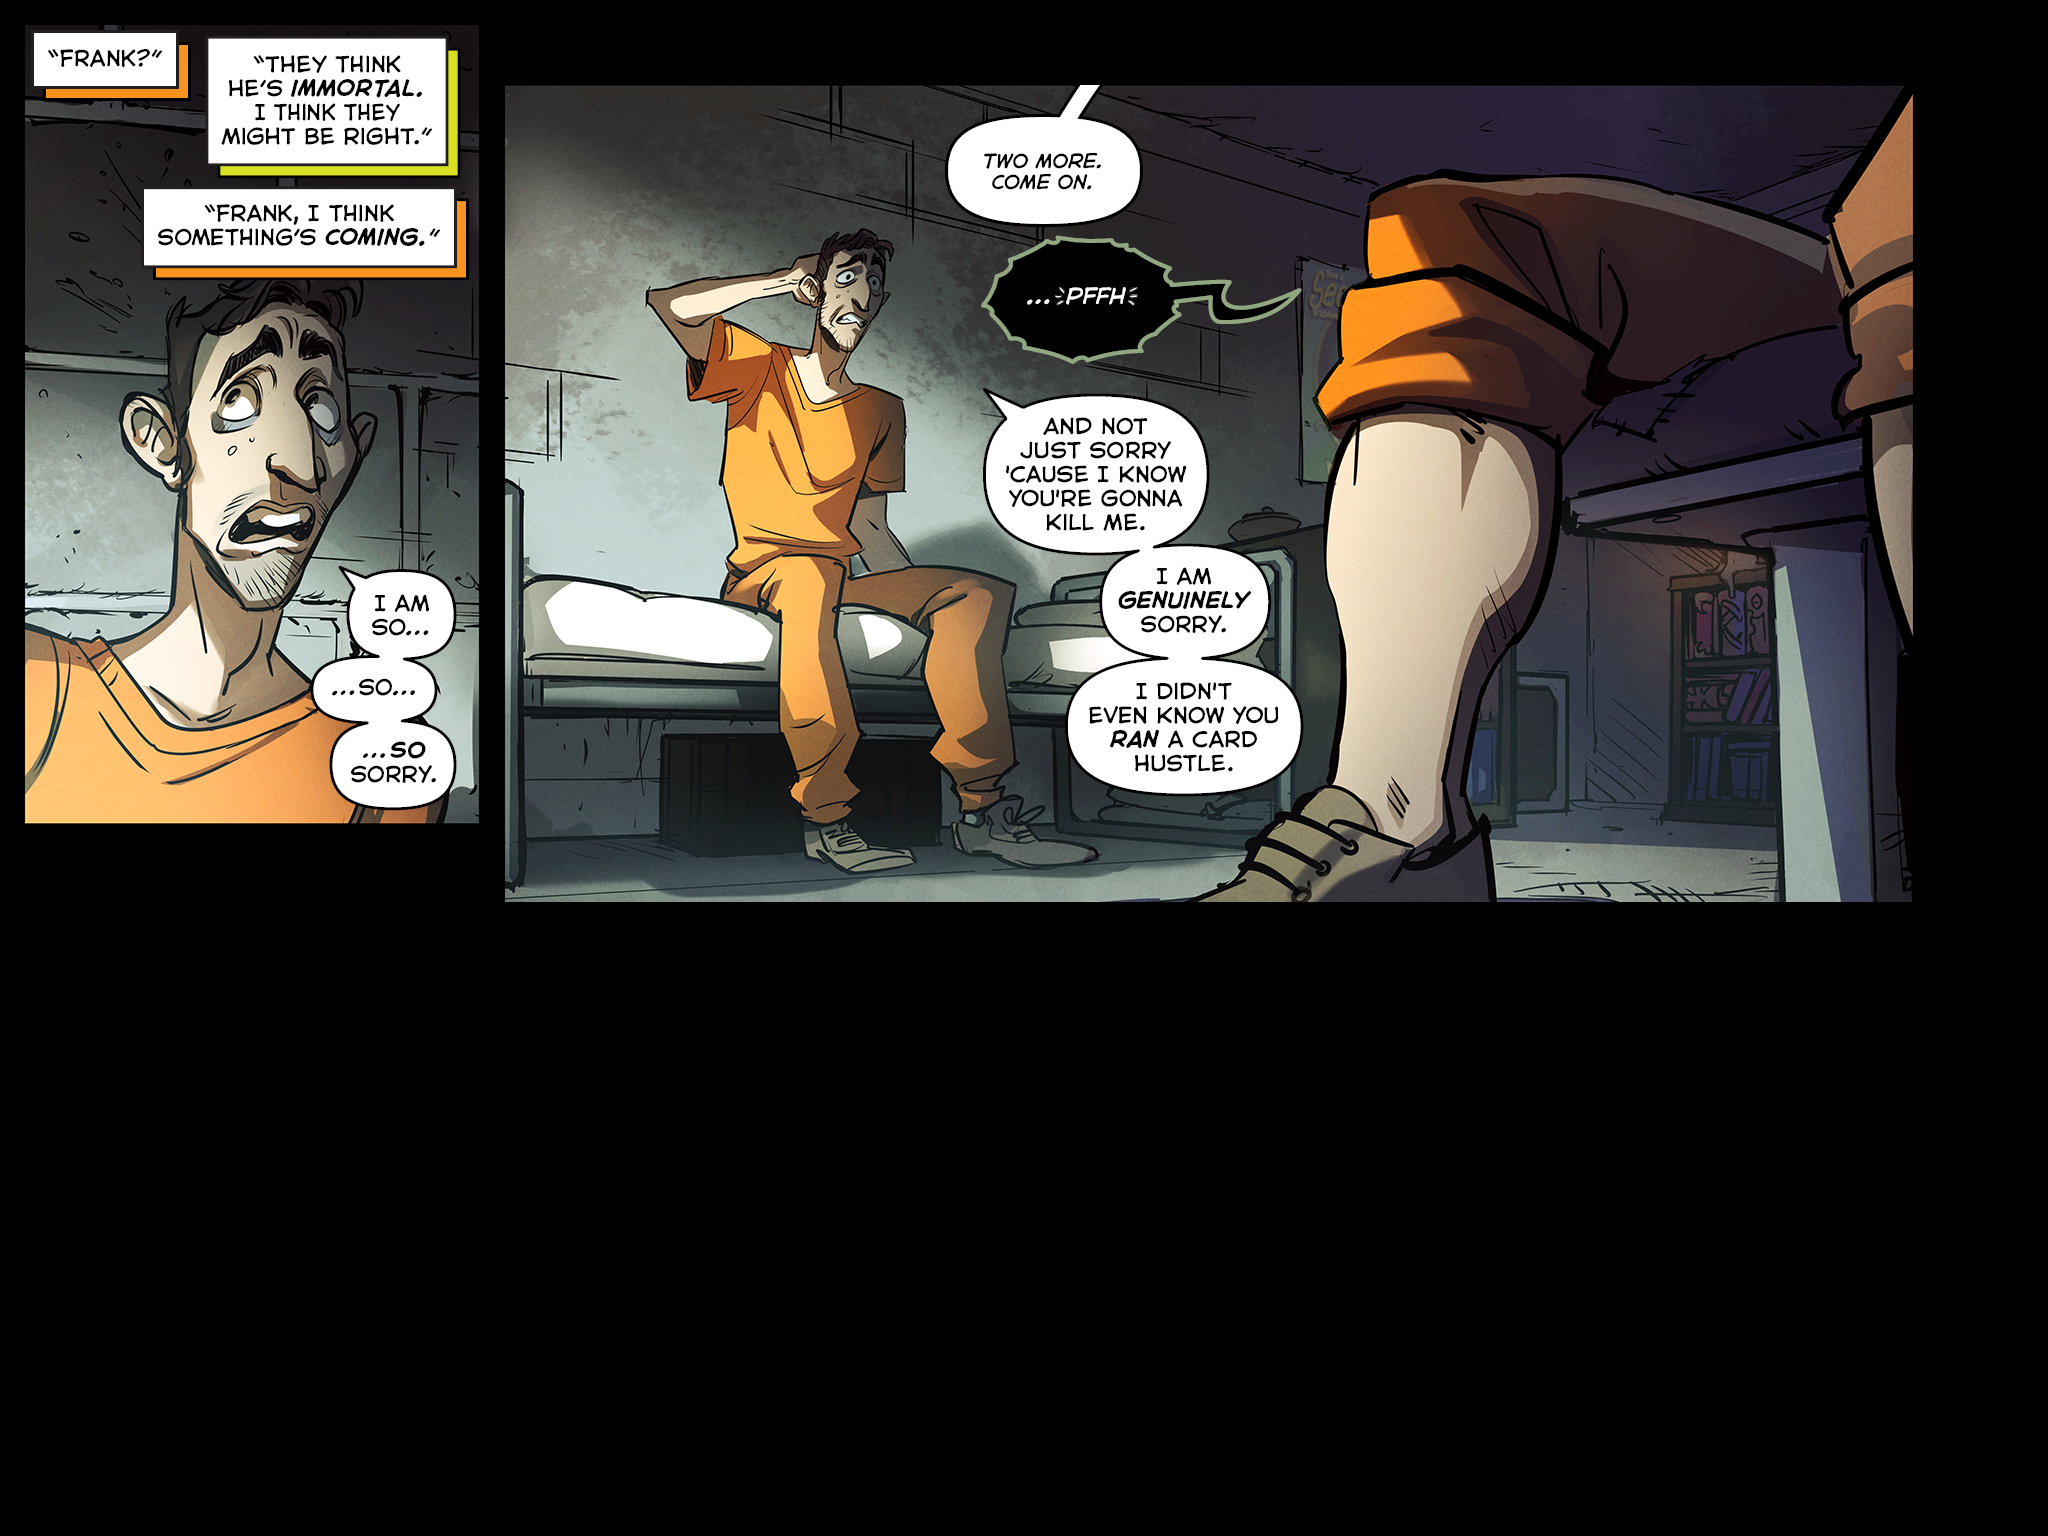 "FRANK?"
"THEY THINK
HE'S IMMORTAL.
I THINK THEY
MIGHT BE RIGHT."
"FRANK, I THINK
SOMETHING'S COMING."
I AM
SO...
...SO...
...SO
SORRY.
TWO MORE.
COME ON.
...PFFH
AND NOT
JUST SORRY
'CAUSE I KNOW
YOU'RE GONNA
KILL ME.
I AM
GENUINELY
SORRY.
I DIDN'T
EVEN KNOW YOU
RAN A CARD
HUSTLE.